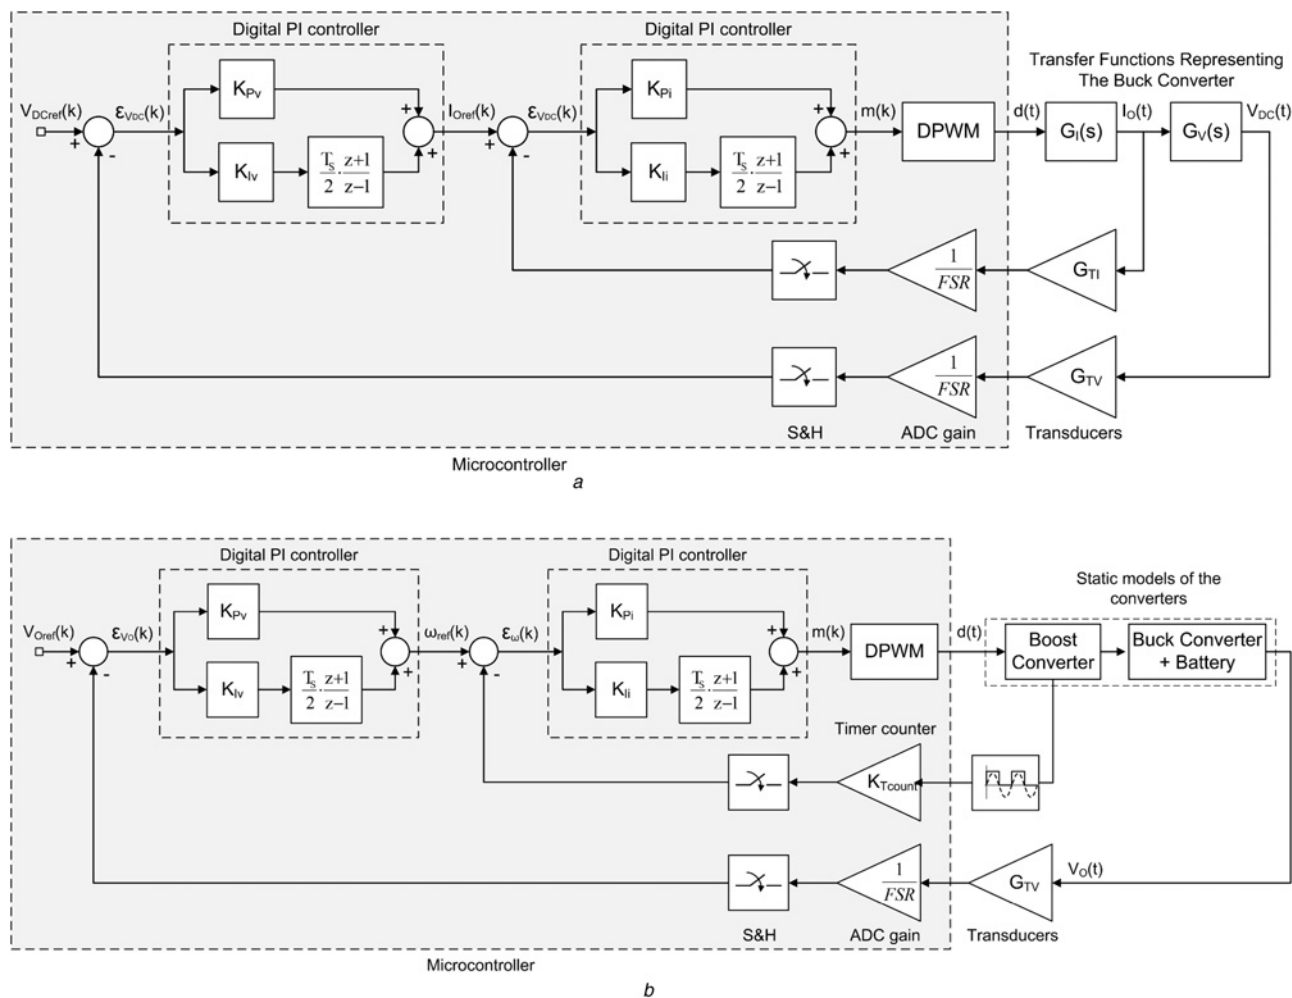 Digital PI controller
Digital PI controller
Transfer Functions Representing
The Buck Converter
V_DCref(k)
+
-
ε_VDC(k)
K_Pv
K_Iv
T_S/2 · z+1/z−1
+
+
I_Oref(k)
+
-
ε_VDC(k)
K_Pi
K_Ii
T_S/2 · z+1/z−1
+
+
m(k)
DPWM
d(t)
G_I(s)
I_O(t)
G_V(s)
V_DC(t)
1/FSR
G_TI
1/FSR
G_TV
S&H
ADC gain
Transducers
Microcontroller
a
Digital PI controller
Digital PI controller
Static models of the
converters
V_Oref(k)
+
-
ε_VO(k)
K_Pv
K_Iv
T_S/2 · z+1/z−1
+
+
ω_ref(k)
+
-
ε_ω(k)
K_Pi
K_Ii
T_S/2 · z+1/z−1
+
+
m(k)
DPWM
d(t)
Boost
Converter
Buck Converter
+ Battery
Timer counter
K_Tcount
1/FSR
G_TV
V_O(t)
S&H
ADC gain
Transducers
Microcontroller
b